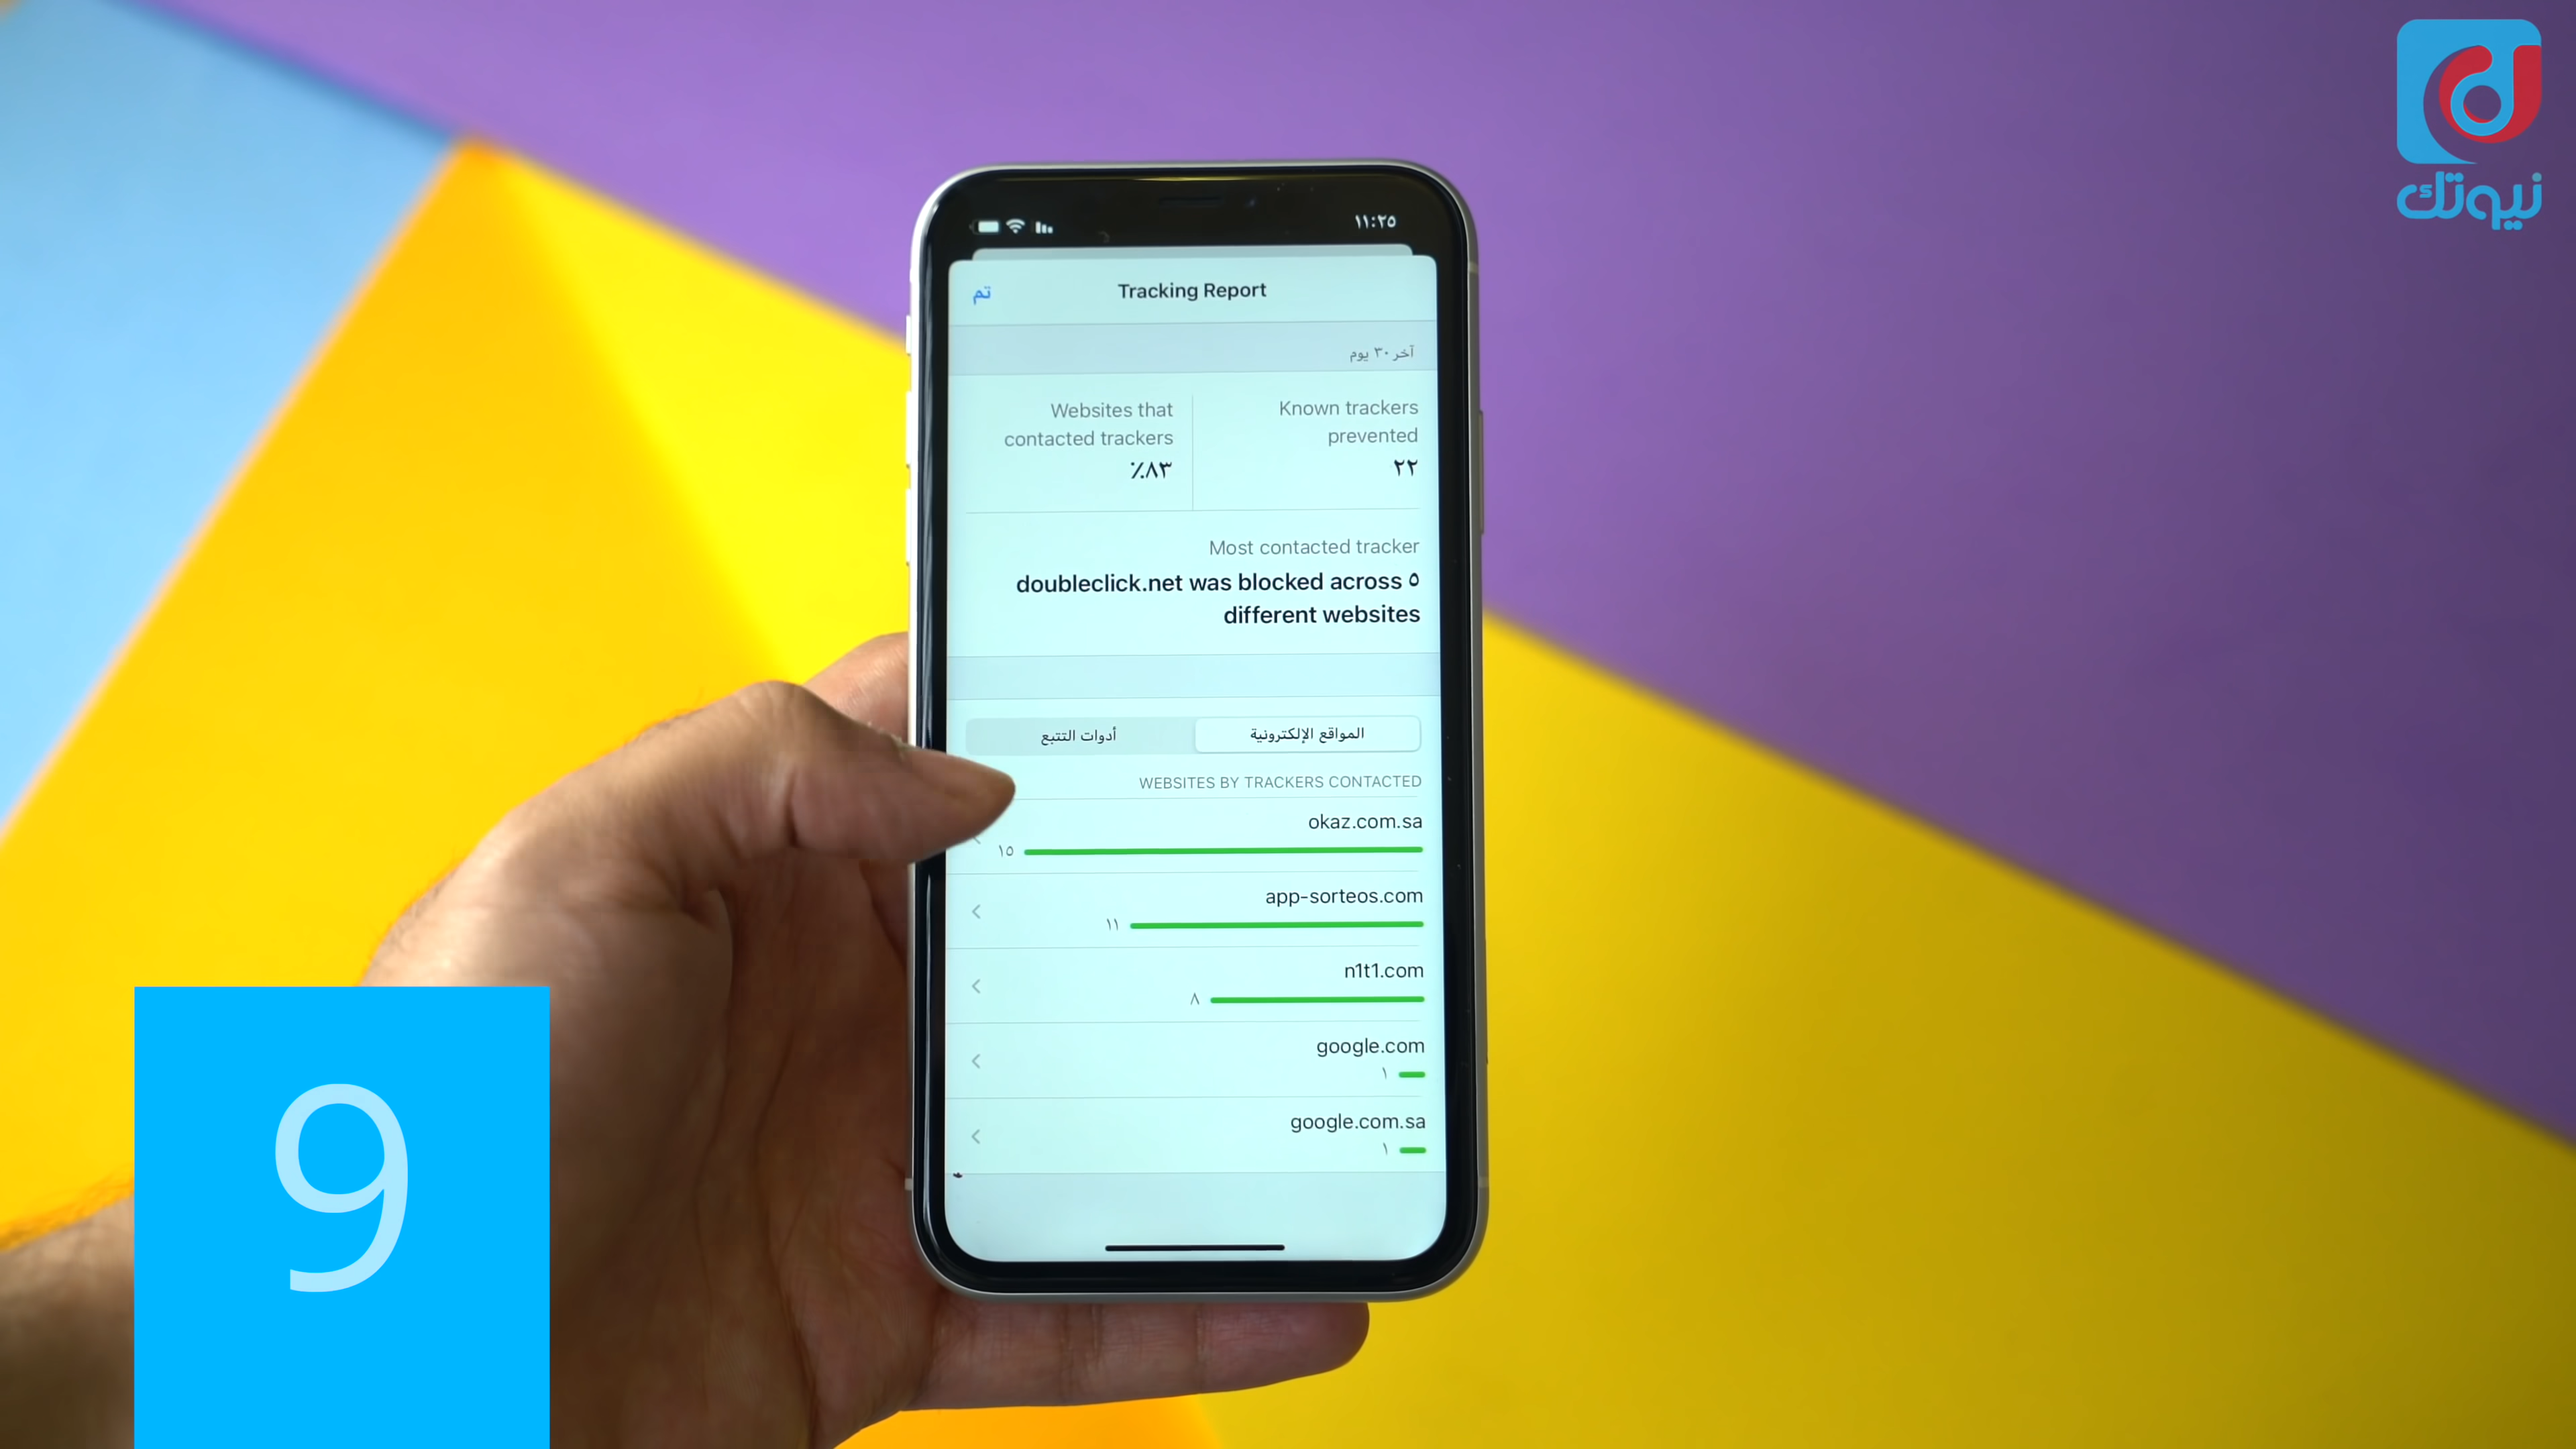 نيوتك
١١:٢٥
Tracking Report
تم
آخر ٣٠ يوم
Known trackers
prevented
٢٢
Websites that
contacted trackers
٪٨٣
Most contacted tracker
doubleclick.net was blocked across ٥
different websites
المواقع الإلكترونية
أدوات التتبع
WEBSITES BY TRACKERS CONTACTED
okaz.com.sa
١٥
app-sorteos.com
١١
n1t1.com
٨
google.com
١
google.com.sa
١
9